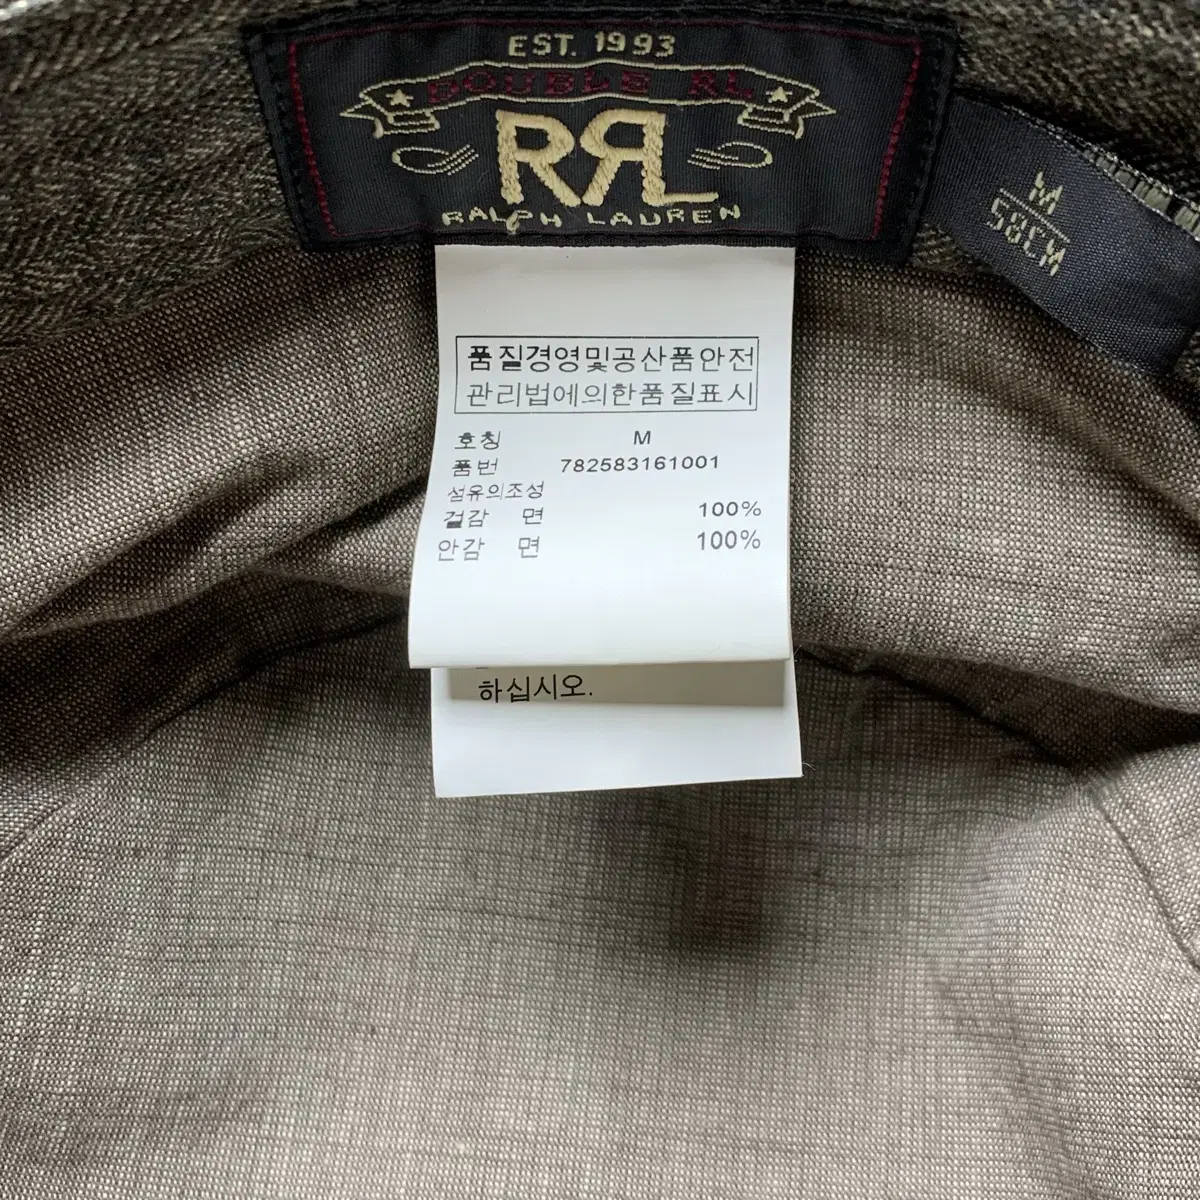 EST. 1993
DOUBLE RL
RRL
RALPH LAUREN
M
58CM
품질경영및공산품안전
관리법에의한품질표시
호칭 M
품번 782583161001
섬유의조성
겉감 면 100%
안감 면 100%
하십시오.